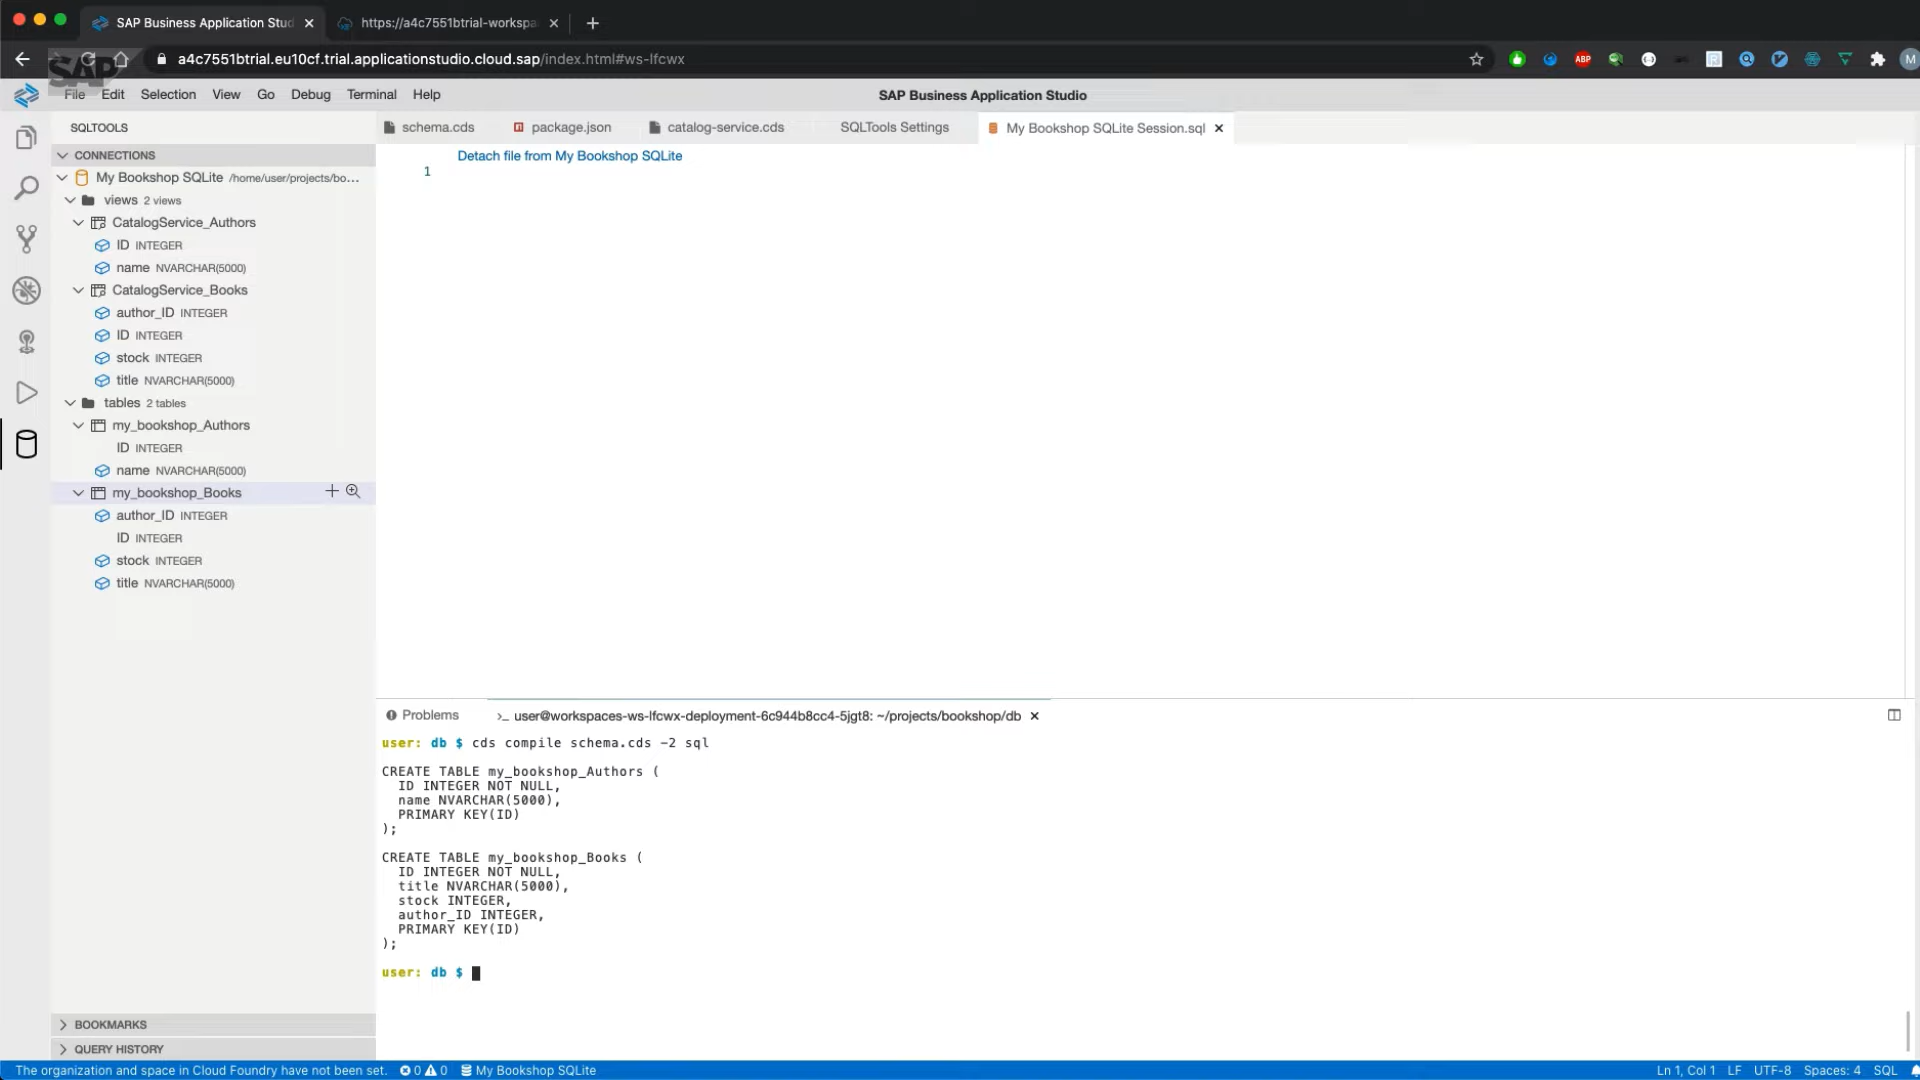 SAP Business Application Stud
https://a4c7551btrial-workspa
a4c7551btrial.eu10cf.trial.applicationstudio.cloud.sap/index.html#ws-lfcwx
ABP
M
SAP
File Edit Selection View Go Debug Terminal Help
SAP Business Application Studio
SQLTOOLS
schema.cds package.json catalog-service.cds SQLTools Settings My Bookshop SQLite Session.sql
CONNECTIONS
Detach file from My Bookshop SQLite
1
My Bookshop SQLite /home/user/projects/bo...
views 2 views
CatalogService_Authors
ID INTEGER
name NVARCHAR(5000)
CatalogService_Books
author_ID INTEGER
ID INTEGER
stock INTEGER
title NVARCHAR(5000)
tables 2 tables
my_bookshop_Authors
ID INTEGER
name NVARCHAR(5000)
my_bookshop_Books
author_ID INTEGER
ID INTEGER
stock INTEGER
title NVARCHAR(5000)
Problems
>_ user@workspaces-ws-lfcwx-deployment-6c944b8cc4-5jgt8: ~/projects/bookshop/db
user: db $ cds compile schema.cds -2 sql
CREATE TABLE my_bookshop_Authors (
ID INTEGER NOT NULL,
name NVARCHAR(5000),
PRIMARY KEY(ID)
);
CREATE TABLE my_bookshop_Books (
ID INTEGER NOT NULL,
title NVARCHAR(5000),
stock INTEGER,
author_ID INTEGER,
PRIMARY KEY(ID)
);
user: db $
BOOKMARKS
QUERY HISTORY
The organization and space in Cloud Foundry have not been set. 0 0 My Bookshop SQLite
Ln 1, Col 1 LF UTF-8 Spaces: 4 SQL